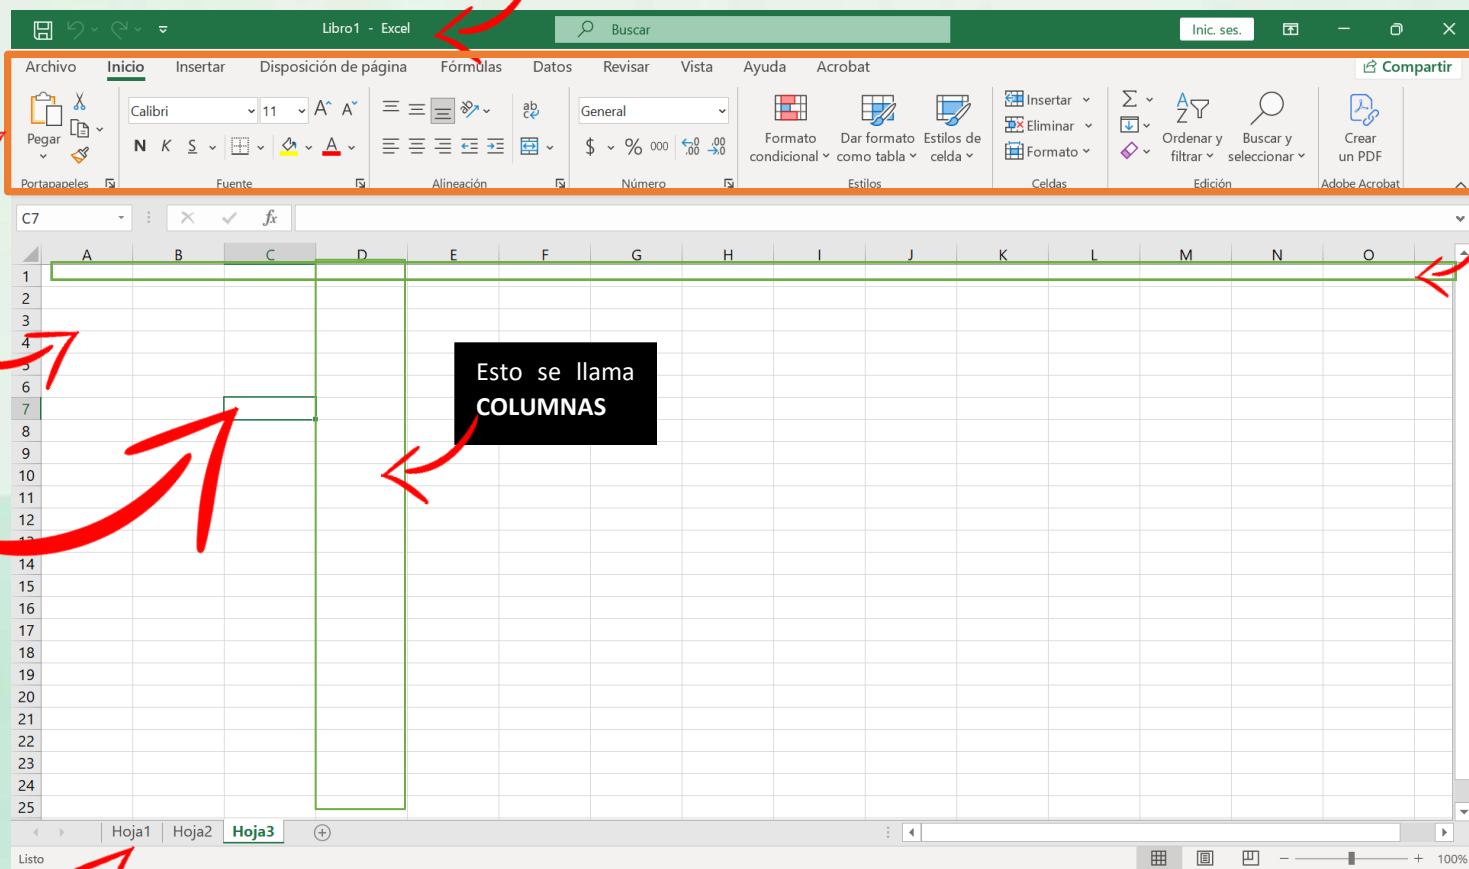 Libro1 - Excel
Buscar
Inic. ses.
Archivo Inicio Insertar Disposición de página Fórmulas Datos Revisar Vista Ayuda Acrobat Compartir
Pegar
Calibri 11
General
N K S
$ % 000
Formato condicional
Dar formato como tabla
Estilos de celda
Insertar
Eliminar
Formato
Ordenar y filtrar
Buscar y seleccionar
Crear un PDF
Portapapeles Fuente Alineación Número Estilos Celdas Edición Adobe Acrobat
C7 fx
A B C D E F G H I J K L M N O
1
2
3
4
5
6
7
8
9
10
11
12
13
14
15
16
17
18
19
20
21
22
23
24
25
Esto se llama
COLUMNAS
Hoja1 Hoja2 Hoja3
Listo 100%